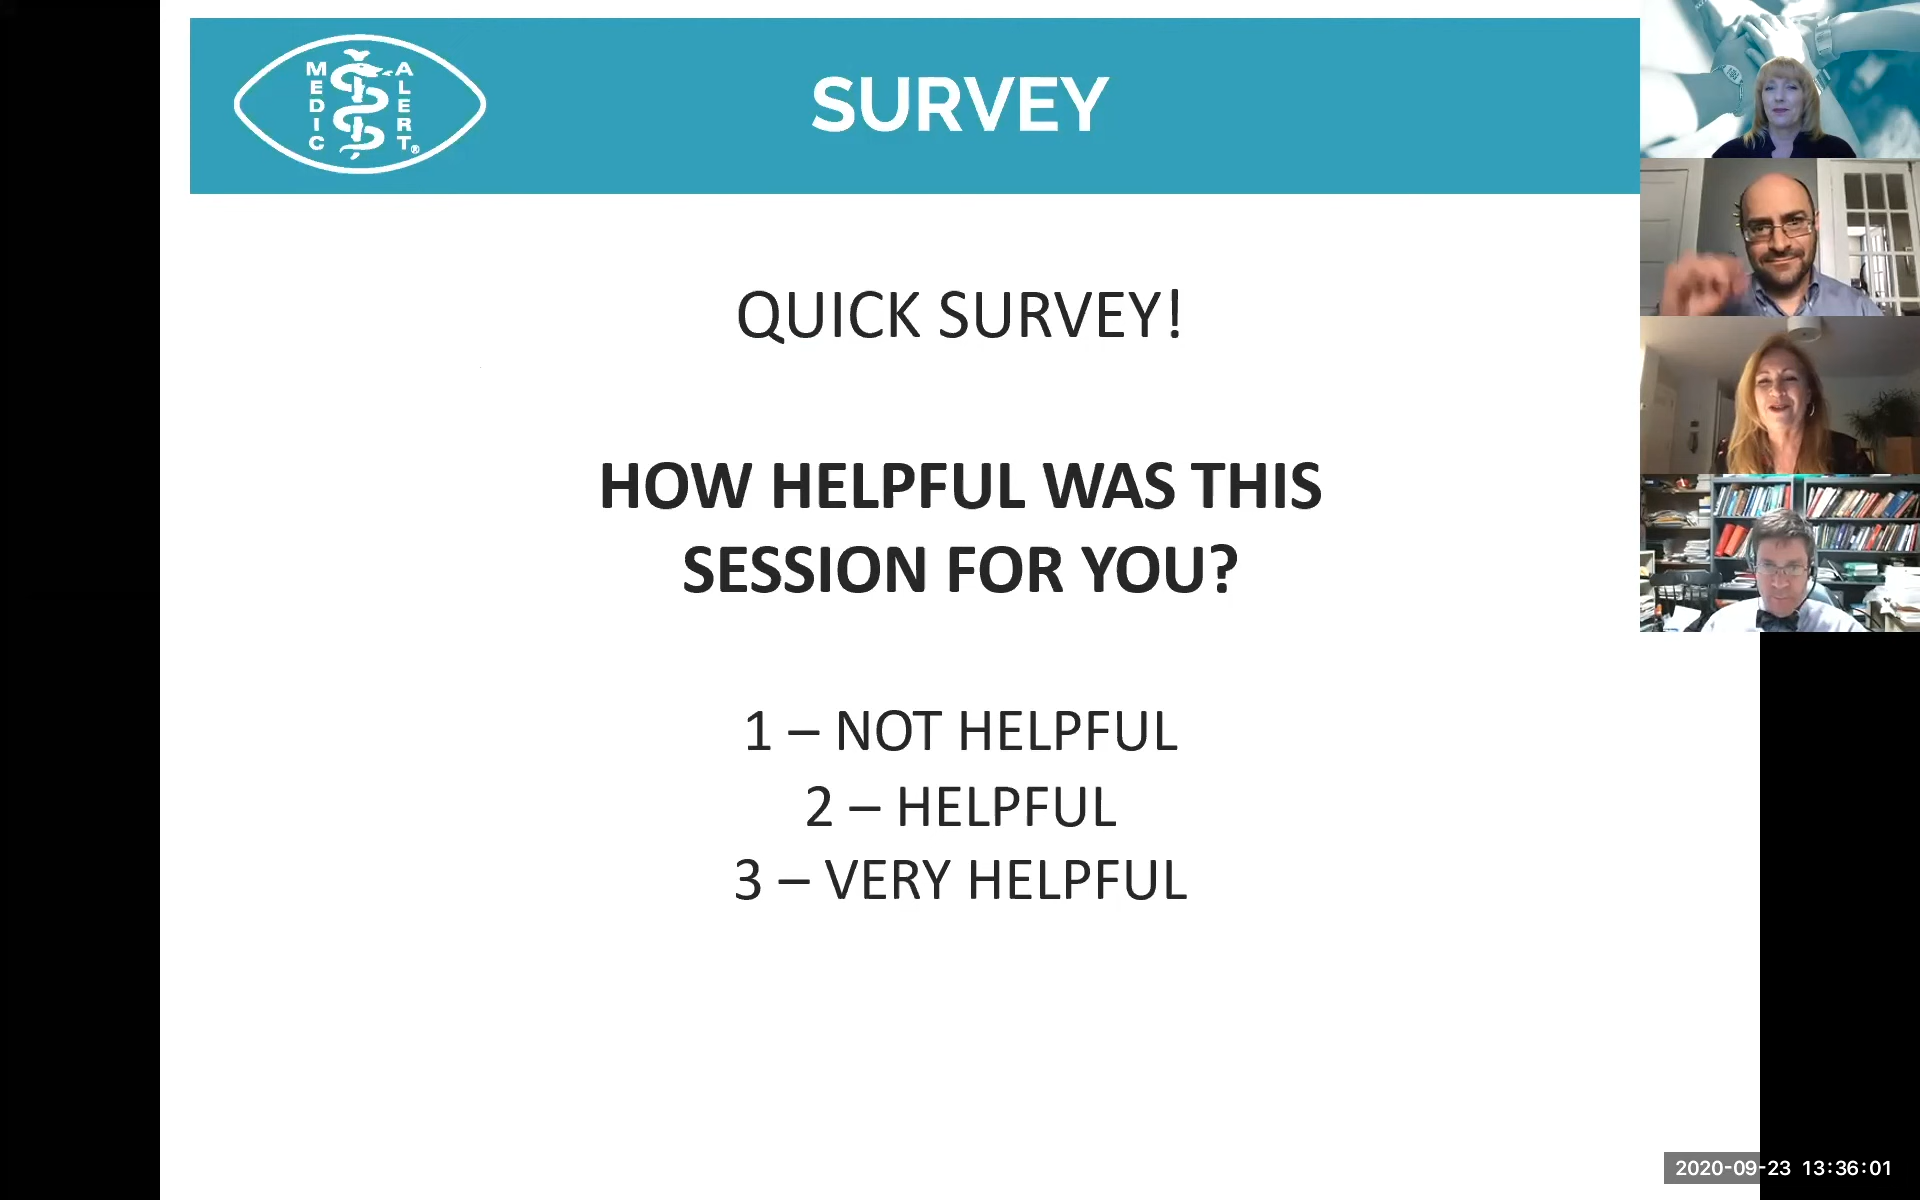 MEDIC ALERT®
SURVEY
QUICK SURVEY!
HOW HELPFUL WAS THIS
SESSION FOR YOU?
1 – NOT HELPFUL
2 – HELPFUL
3 – VERY HELPFUL
2020-09-23 13:36:01